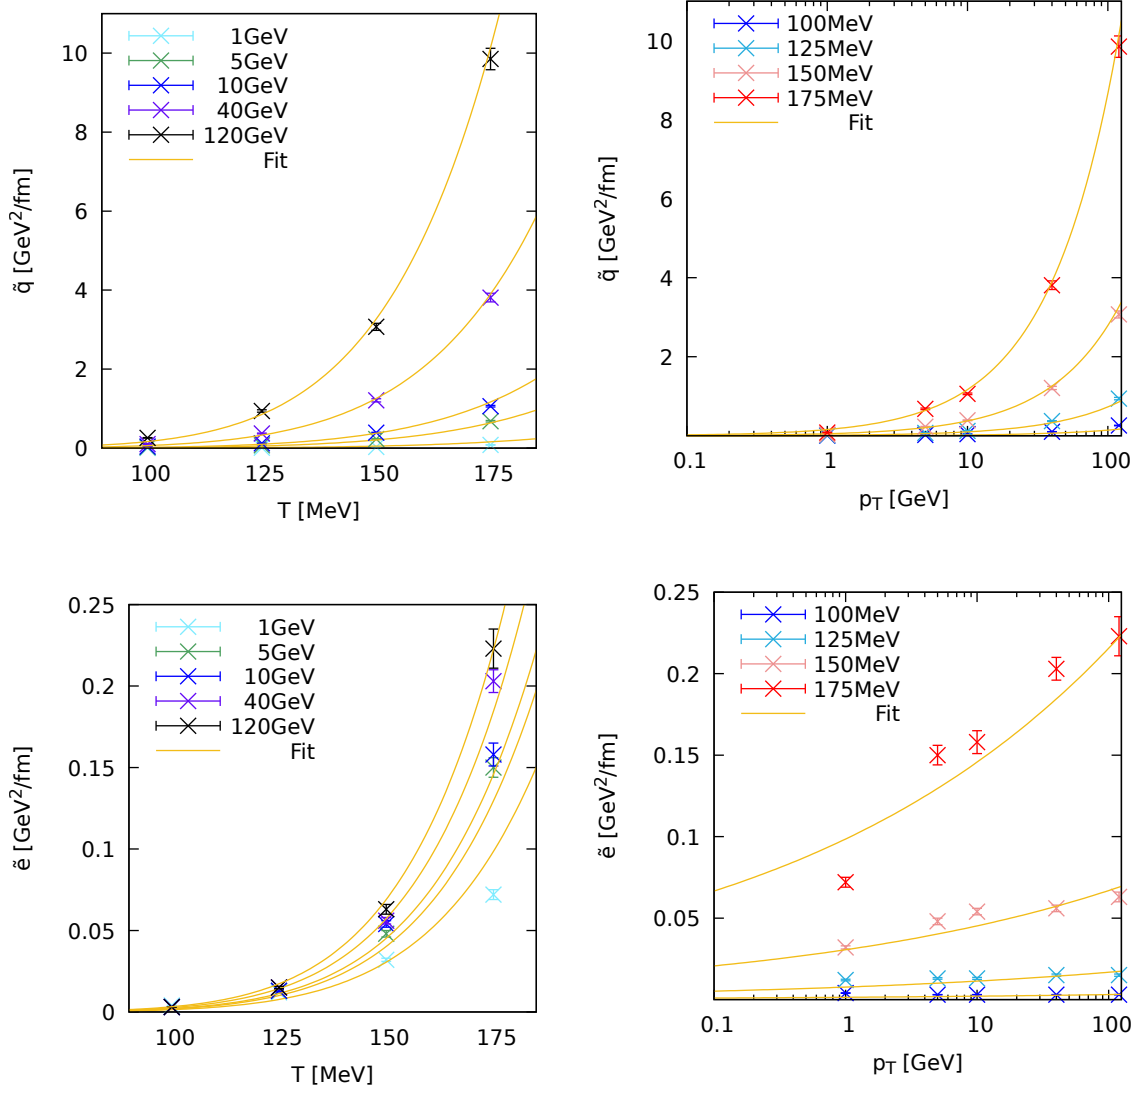 q̃ [GeV²/fm]
10
8
6
4
2
0
1GeV
5GeV
10GeV
40GeV
120GeV
Fit
100 125 150 175
T [MeV]
q̃ [GeV²/fm]
10
8
6
4
2
100MeV
125MeV
150MeV
175MeV
Fit
0.1 1 10 100
p_T [GeV]
ẽ [GeV²/fm]
0.25
0.2
0.15
0.1
0.05
0
1GeV
5GeV
10GeV
40GeV
120GeV
Fit
100 125 150 175
T [MeV]
ẽ [GeV²/fm]
0.25
0.2
0.15
0.1
0.05
100MeV
125MeV
150MeV
175MeV
Fit
0.1 1 10 100
p_T [GeV]